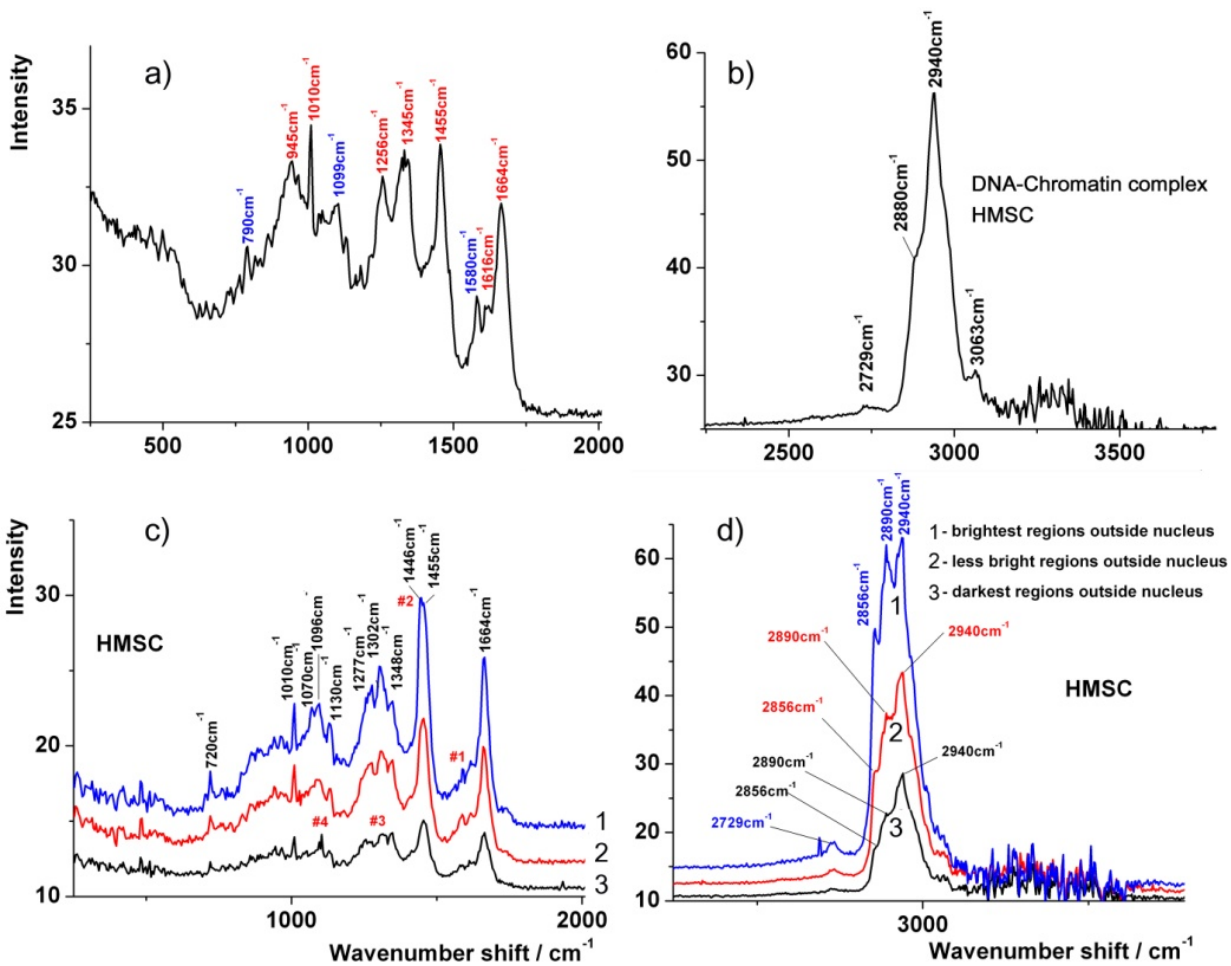 a)
Intensity
35
30
25
790cm-1
945cm-1
1010cm-1
1099cm-1
1256cm-1
1345cm-1
1455cm-1
1580cm-1
1616cm-1
1664cm-1
500
1000
1500
2000
b)
60
50
40
30
2729cm-1
2880cm-1
2940cm-1
3063cm-1
DNA-Chromatin complex
HMSC
2500
3000
3500
c)
Intensity
30
20
10
HMSC
720cm-1
1010cm-1
1070cm-1
1096cm-
1130cm-1
1277cm-1
1302cm-1
1348cm-1
1446cm-1
1455cm-1
1664cm-1
#2
#1
#4
#3
1
2
3
1000
2000
Wavenumber shift / cm-1
d)
60
50
40
30
20
10
2856cm-1
2890cm-1
2940cm-1
1 - brightest regions outside nucleus
2 - less bright regions outside nucleus
3 - darkest regions outside nucleus
1
2890cm-1
2940cm-1
2856cm-1
HMSC
2
2890cm-1
2940cm-1
2856cm-1
3
2729cm-1
3000
Wavenumber shift / cm-1